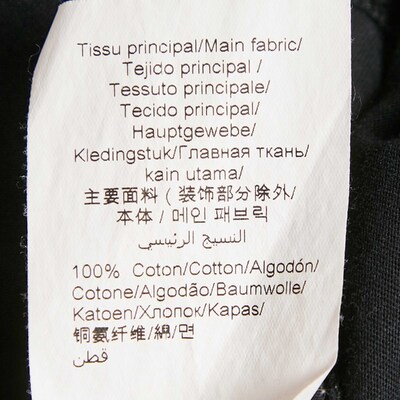 Tissu principal/Main fabric/
Tejido principal /
Tessuto principale/
Tecido principal/
Hauptgewebe/
Kledingstuk/Главная ткань/
kain utama/
主要面料 ( 装饰部分除外/
本体 / 메인 패브릭
النسيج الرئيسي
100% Coton/Cotton/Algodón/
Cotone/Algodão/Baumwolle/
Katoen/Хлопок/Kapas/
铜氨纤维/綿/면
قطن